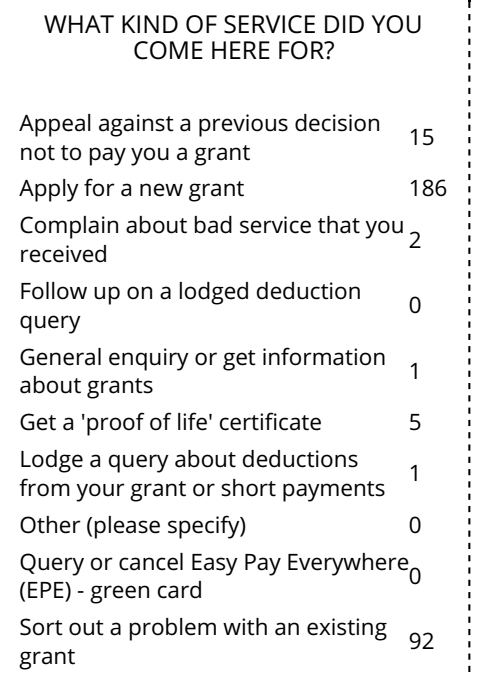 WHAT KIND OF SERVICE DID YOU
COME HERE FOR?
Appeal against a previous decision
not to pay you a grant
15
Apply for a new grant 186
Complain about bad service that you
received
2
Follow up on a lodged deduction
query
0
General enquiry or get information
about grants
1
Get a 'proof of life' certificate 5
Lodge a query about deductions
from your grant or short payments
1
Other (please specify) 0
Query or cancel Easy Pay Everywhere
(EPE) - green card
0
Sort out a problem with an existing
grant
92